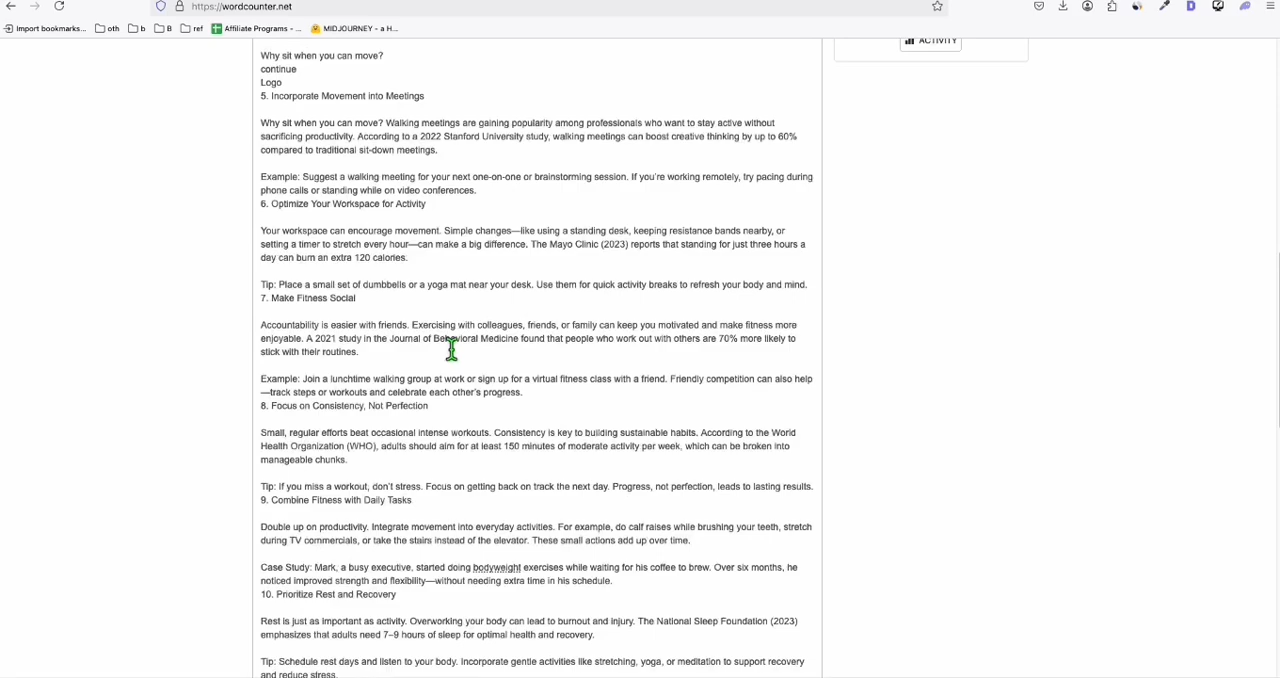 https://wordcounter.net
Import bookmarks... oth b B ref Affiliate Programs - ... MIDJOURNEY - a H...
ACTIVITY
Why sit when you can move?
continue
Logo
5. Incorporate Movement into Meetings
Why sit when you can move? Walking meetings are gaining popularity among professionals who want to stay active without
sacrificing productivity. According to a 2022 Stanford University study, walking meetings can boost creative thinking by up to 60%
compared to traditional sit-down meetings.
Example: Suggest a walking meeting for your next one-on-one or brainstorming session. If you're working remotely, try pacing during
phone calls or standing while on video conferences.
6. Optimize Your Workspace for Activity
Your workspace can encourage movement. Simple changes—like using a standing desk, keeping resistance bands nearby, or
setting a timer to stretch every hour—can make a big difference. The Mayo Clinic (2023) reports that standing for just three hours a
day can burn an extra 120 calories.
Tip: Place a small set of dumbbells or a yoga mat near your desk. Use them for quick activity breaks to refresh your body and mind.
7. Make Fitness Social
Accountability is easier with friends. Exercising with colleagues, friends, or family can keep you motivated and make fitness more
enjoyable. A 2021 study in the Journal of Behavioral Medicine found that people who work out with others are 70% more likely to
stick with their routines.
Example: Join a lunchtime walking group at work or sign up for a virtual fitness class with a friend. Friendly competition can also help
—track steps or workouts and celebrate each other's progress.
8. Focus on Consistency, Not Perfection
Small, regular efforts beat occasional intense workouts. Consistency is key to building sustainable habits. According to the World
Health Organization (WHO), adults should aim for at least 150 minutes of moderate activity per week, which can be broken into
manageable chunks.
Tip: If you miss a workout, don't stress. Focus on getting back on track the next day. Progress, not perfection, leads to lasting results.
9. Combine Fitness with Daily Tasks
Double up on productivity. Integrate movement into everyday activities. For example, do calf raises while brushing your teeth, stretch
during TV commercials, or take the stairs instead of the elevator. These small actions add up over time.
Case Study: Mark, a busy executive, started doing bodyweight exercises while waiting for his coffee to brew. Over six months, he
noticed improved strength and flexibility—without needing extra time in his schedule.
10. Prioritize Rest and Recovery
Rest is just as important as activity. Overworking your body can lead to burnout and injury. The National Sleep Foundation (2023)
emphasizes that adults need 7–9 hours of sleep for optimal health and recovery.
Tip: Schedule rest days and listen to your body. Incorporate gentle activities like stretching, yoga, or meditation to support recovery
and reduce stress.